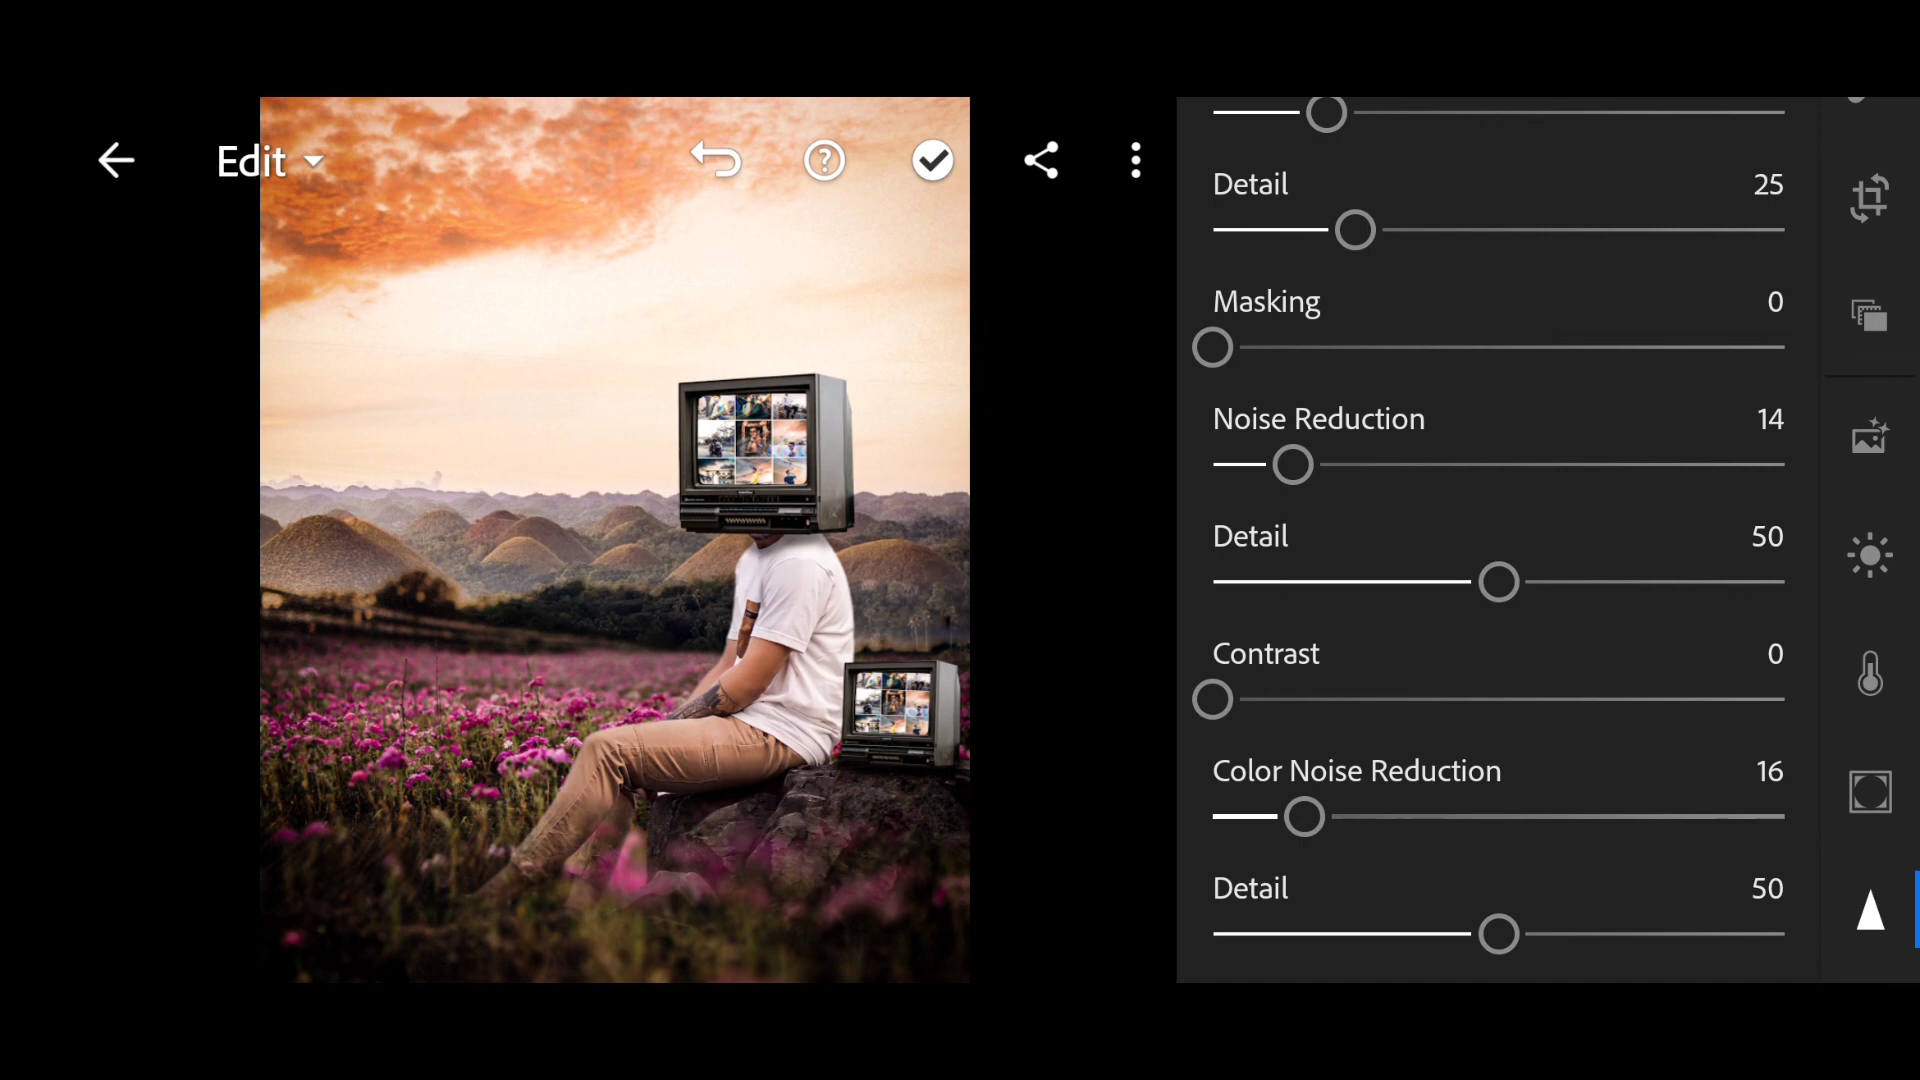 Edit
Detail 25
Masking 0
Noise Reduction 14
Detail 50
Contrast 0
Color Noise Reduction 16
Detail 50